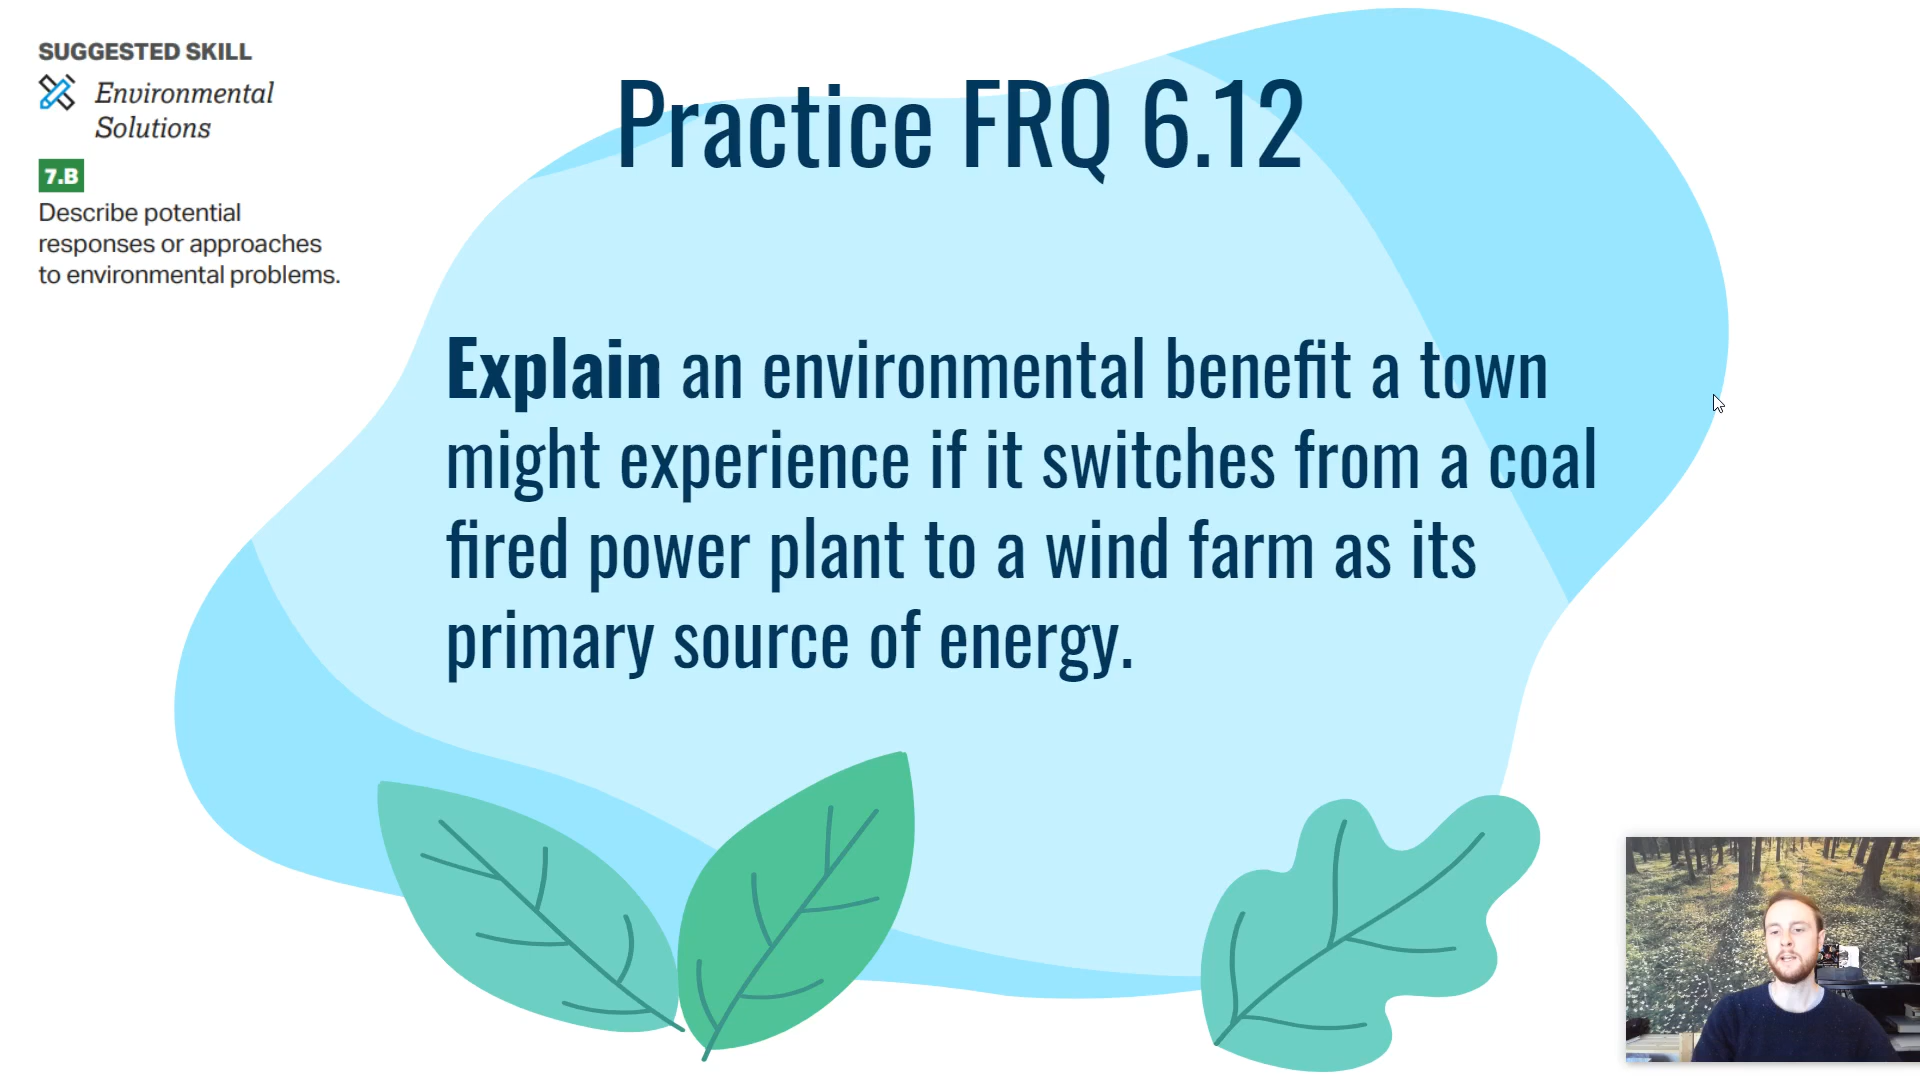 SUGGESTED SKILL
Environmental
Solutions
7.B
Describe potential
responses or approaches
to environmental problems.
Practice FRQ 6.12
Explain an environmental benefit a town
might experience if it switches from a coal
fired power plant to a wind farm as its
primary source of energy.